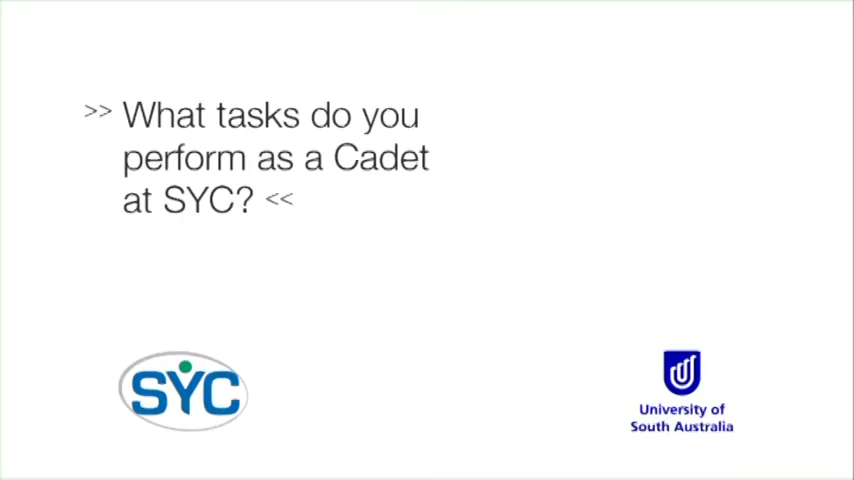 >> What tasks do you
perform as a Cadet
at SYC? <<
SYC
University of
South Australia